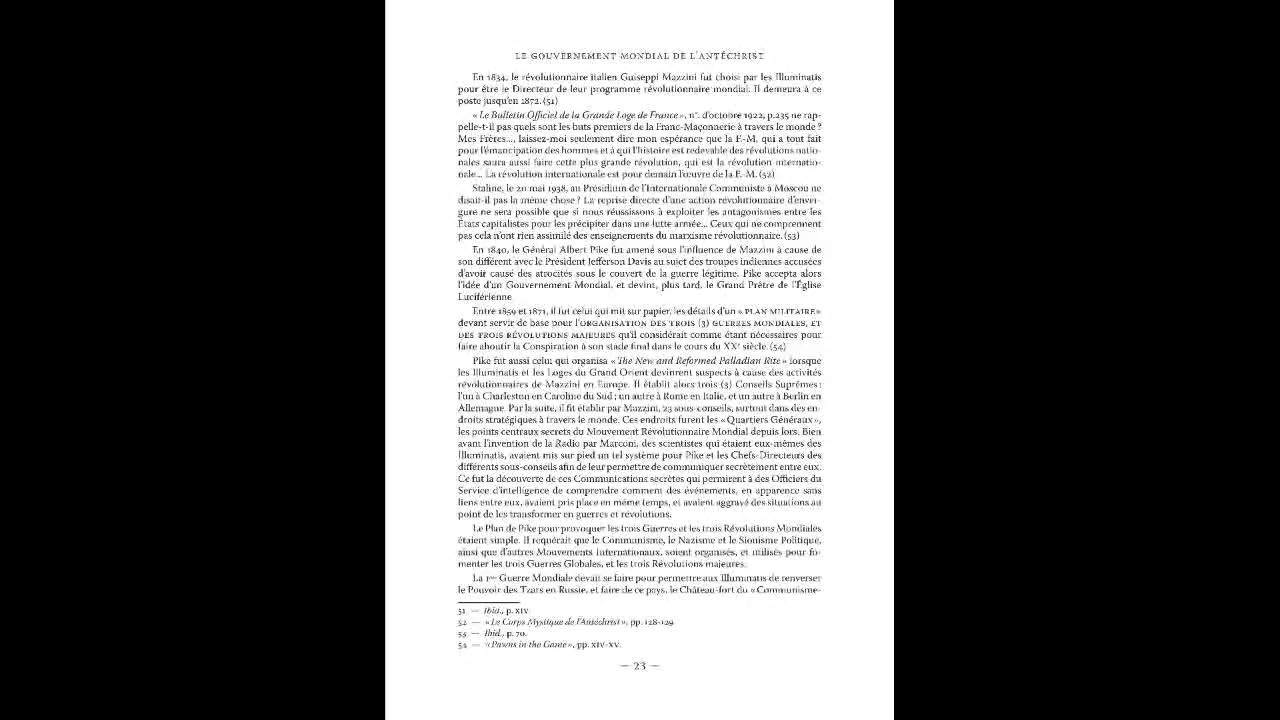 LE GOUVERNEMENT MONDIAL DE L'ANTÉCHRIST
En 1834, le révolutionnaire italien Guiseppi Mazzini fut choisi par les Illuminatis
pour être le Directeur de leur programme révolutionnaire mondial. Il demeura à ce
poste jusqu'en 1872. (51)
« Le Bulletin Officiel de la Grande Loge de France », n°. d'octobre 1922, p.235 ne rap-
pelle-t-il pas quels sont les buts premiers de la Franc-Maçonnerie à travers le monde ?
Mes Frères..., laissez-moi seulement dire mon espérance que la F.-M, qui a tout fait
pour l'émancipation des hommes et à qui l'histoire est redevable des révolutions natio-
nales saura aussi faire cette plus grande révolution, qui est la révolution internatio-
nale... La révolution internationale est pour demain l'œuvre de la F.-M. (52)
Staline, le 20 mai 1938, au Présidium de l'Internationale Communiste à Moscou ne
disait-il pas la même chose ? La reprise directe d'une action révolutionnaire d'enver-
gure ne sera possible que si nous réussissons à exploiter les antagonismes entre les
États capitalistes pour les précipiter dans une lutte armée... Ceux qui ne comprennent
pas cela n'ont rien assimilé des enseignements du marxisme révolutionnaire. (53)
En 1840, le Général Albert Pike fut amené sous l'influence de Mazzini à cause de
son différent avec le Président Jefferson Davis au sujet des troupes indiennes accusées
d'avoir causé des atrocités sous le couvert de la guerre légitime. Pike accepta alors
l'idée d'un Gouvernement Mondial, et devint, plus tard, le Grand Prêtre de l'Église
Luciférienne
Entre 1859 et 1871, il fut celui qui mit sur papier, les détails d'un « PLAN MILITAIRE »
devant servir de base pour l'ORGANISATION DES TROIS (3) GUERRES MONDIALES, ET
DES TROIS RÉVOLUTIONS MAJEURES qu'il considérait comme étant nécessaires pour
faire aboutir la Conspiration à son stade final dans le cours du XXe siècle. (54)
Pike fut aussi celui qui organisa « The New and Reformed Palladian Rite » lorsque
les Illuminatis et les Loges du Grand Orient devinrent suspects à cause des activités
révolutionnaires de Mazzini en Europe. Il établit alors trois (3) Conseils Suprêmes :
l'un à Charleston en Caroline du Sud ; un autre à Rome en Italie, et un autre à Berlin en
Allemagne. Par la suite, il fit établir par Mazzini, 23 sous-conseils, surtout dans des en-
droits stratégiques à travers le monde. Ces endroits furent les « Quartiers Généraux »,
les points centraux secrets du Mouvement Révolutionnaire Mondial depuis lors. Bien
avant l'invention de la Radio par Marconi, des scientistes qui étaient eux-mêmes des
Illuminatis, avaient mis sur pied un tel système pour Pike et les Chefs-Directeurs des
différents sous-conseils afin de leur permettre de communiquer secrètement entre eux.
Ce fut la découverte de ces Communications secrètes qui permirent à des Officiers du
Service d'intelligence de comprendre comment des événements, en apparence sans
liens entre eux, avaient pris place en même temps, et avaient aggravé des situations au
point de les transformer en guerres et révolutions.
Le Plan de Pike pour provoquer les trois Guerres et les trois Révolutions Mondiales
étaient simple. Il requérait que le Communisme, le Nazisme et le Sionisme Politique,
ainsi que d'autres Mouvements internationaux, soient organisés, et utilisés pour fo-
menter les trois Guerres Globales, et les trois Révolutions majeures.
La 1ère Guerre Mondiale devait se faire pour permettre aux Illuminatis de renverser
le Pouvoir des Tzars en Russie, et faire de ce pays, le Château-fort du « Communisme-
51 — Ibid., p. XIV
52 — « Le Corps Mystique de l'Antéchrist », pp. 128-129
53 — Ibid., p. 70.
54 — « Pawns in the Game », pp. XIV-XV.
— 23 —